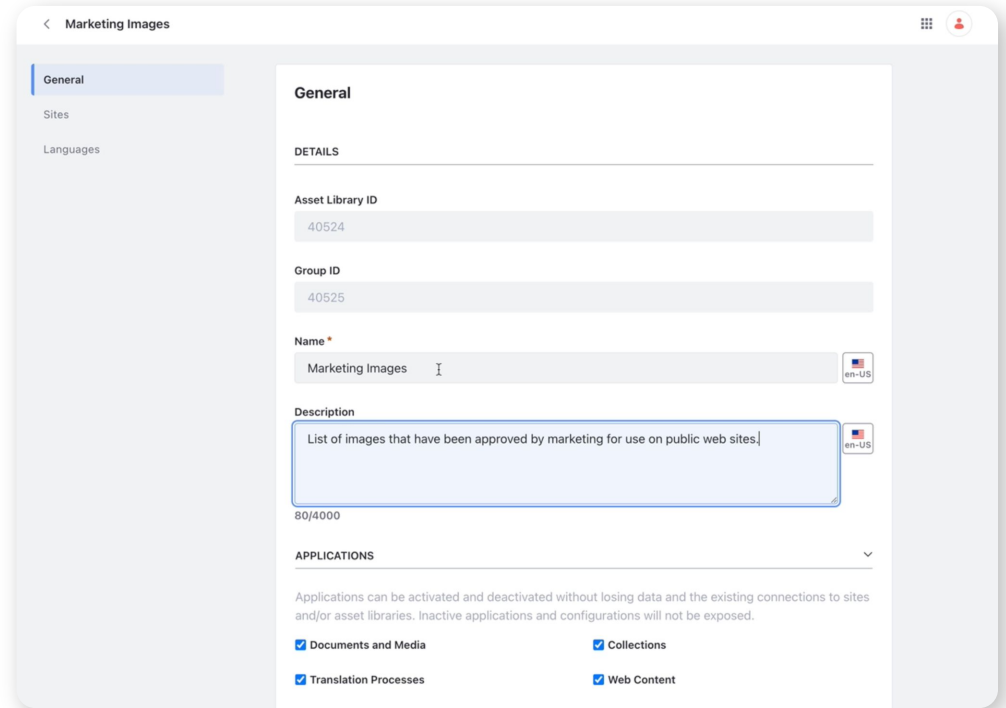 Marketing Images
General
Sites
Languages
General
DETAILS
Asset Library ID
40524
Group ID
40525
Name *
Marketing Images
en-US
Description
List of images that have been approved by marketing for use on public web sites.
en-US
80/4000
APPLICATIONS
Applications can be activated and deactivated without losing data and the existing connections to sites
and/or asset libraries. Inactive applications and configurations will not be exposed.
Documents and Media
Collections
Translation Processes
Web Content